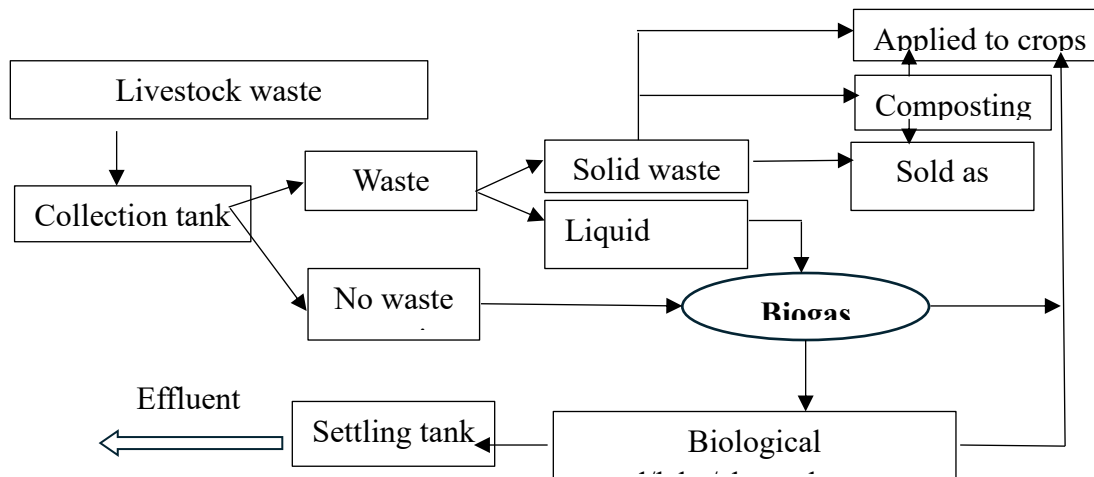 Applied to crops
Livestock waste
Composting
Waste
Solid waste
Sold as
Collection tank
Liquid
No waste
Biogas
Effluent
Settling tank
Biological